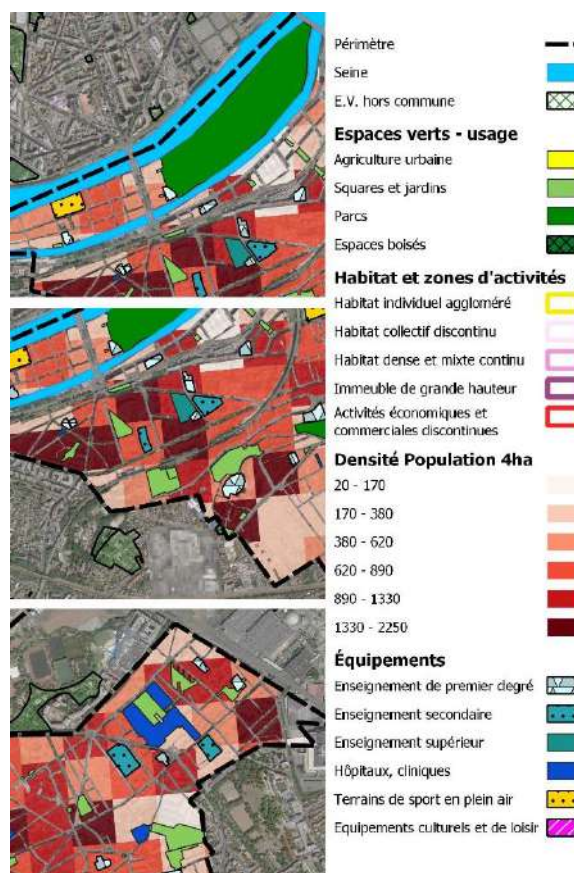 Périmètre
Seine
E.V. hors commune
Espaces verts - usage
Agriculture urbaine
Squares et jardins
Parcs
Espaces boisés
Habitat et zones d'activités
Habitat individuel aggloméré
Habitat collectif discontinu
Habitat dense et mixte continu
Immeuble de grande hauteur
Activités économiques et
commerciales discontinues
Densité Population 4ha
20 - 170
170 - 380
380 - 620
620 - 890
890 - 1330
1330 - 2250
Équipements
Enseignement de premier degré
Enseignement secondaire
Enseignement supérieur
Hôpitaux, cliniques
Terrains de sport en plein air
Equipements culturels et de loisir